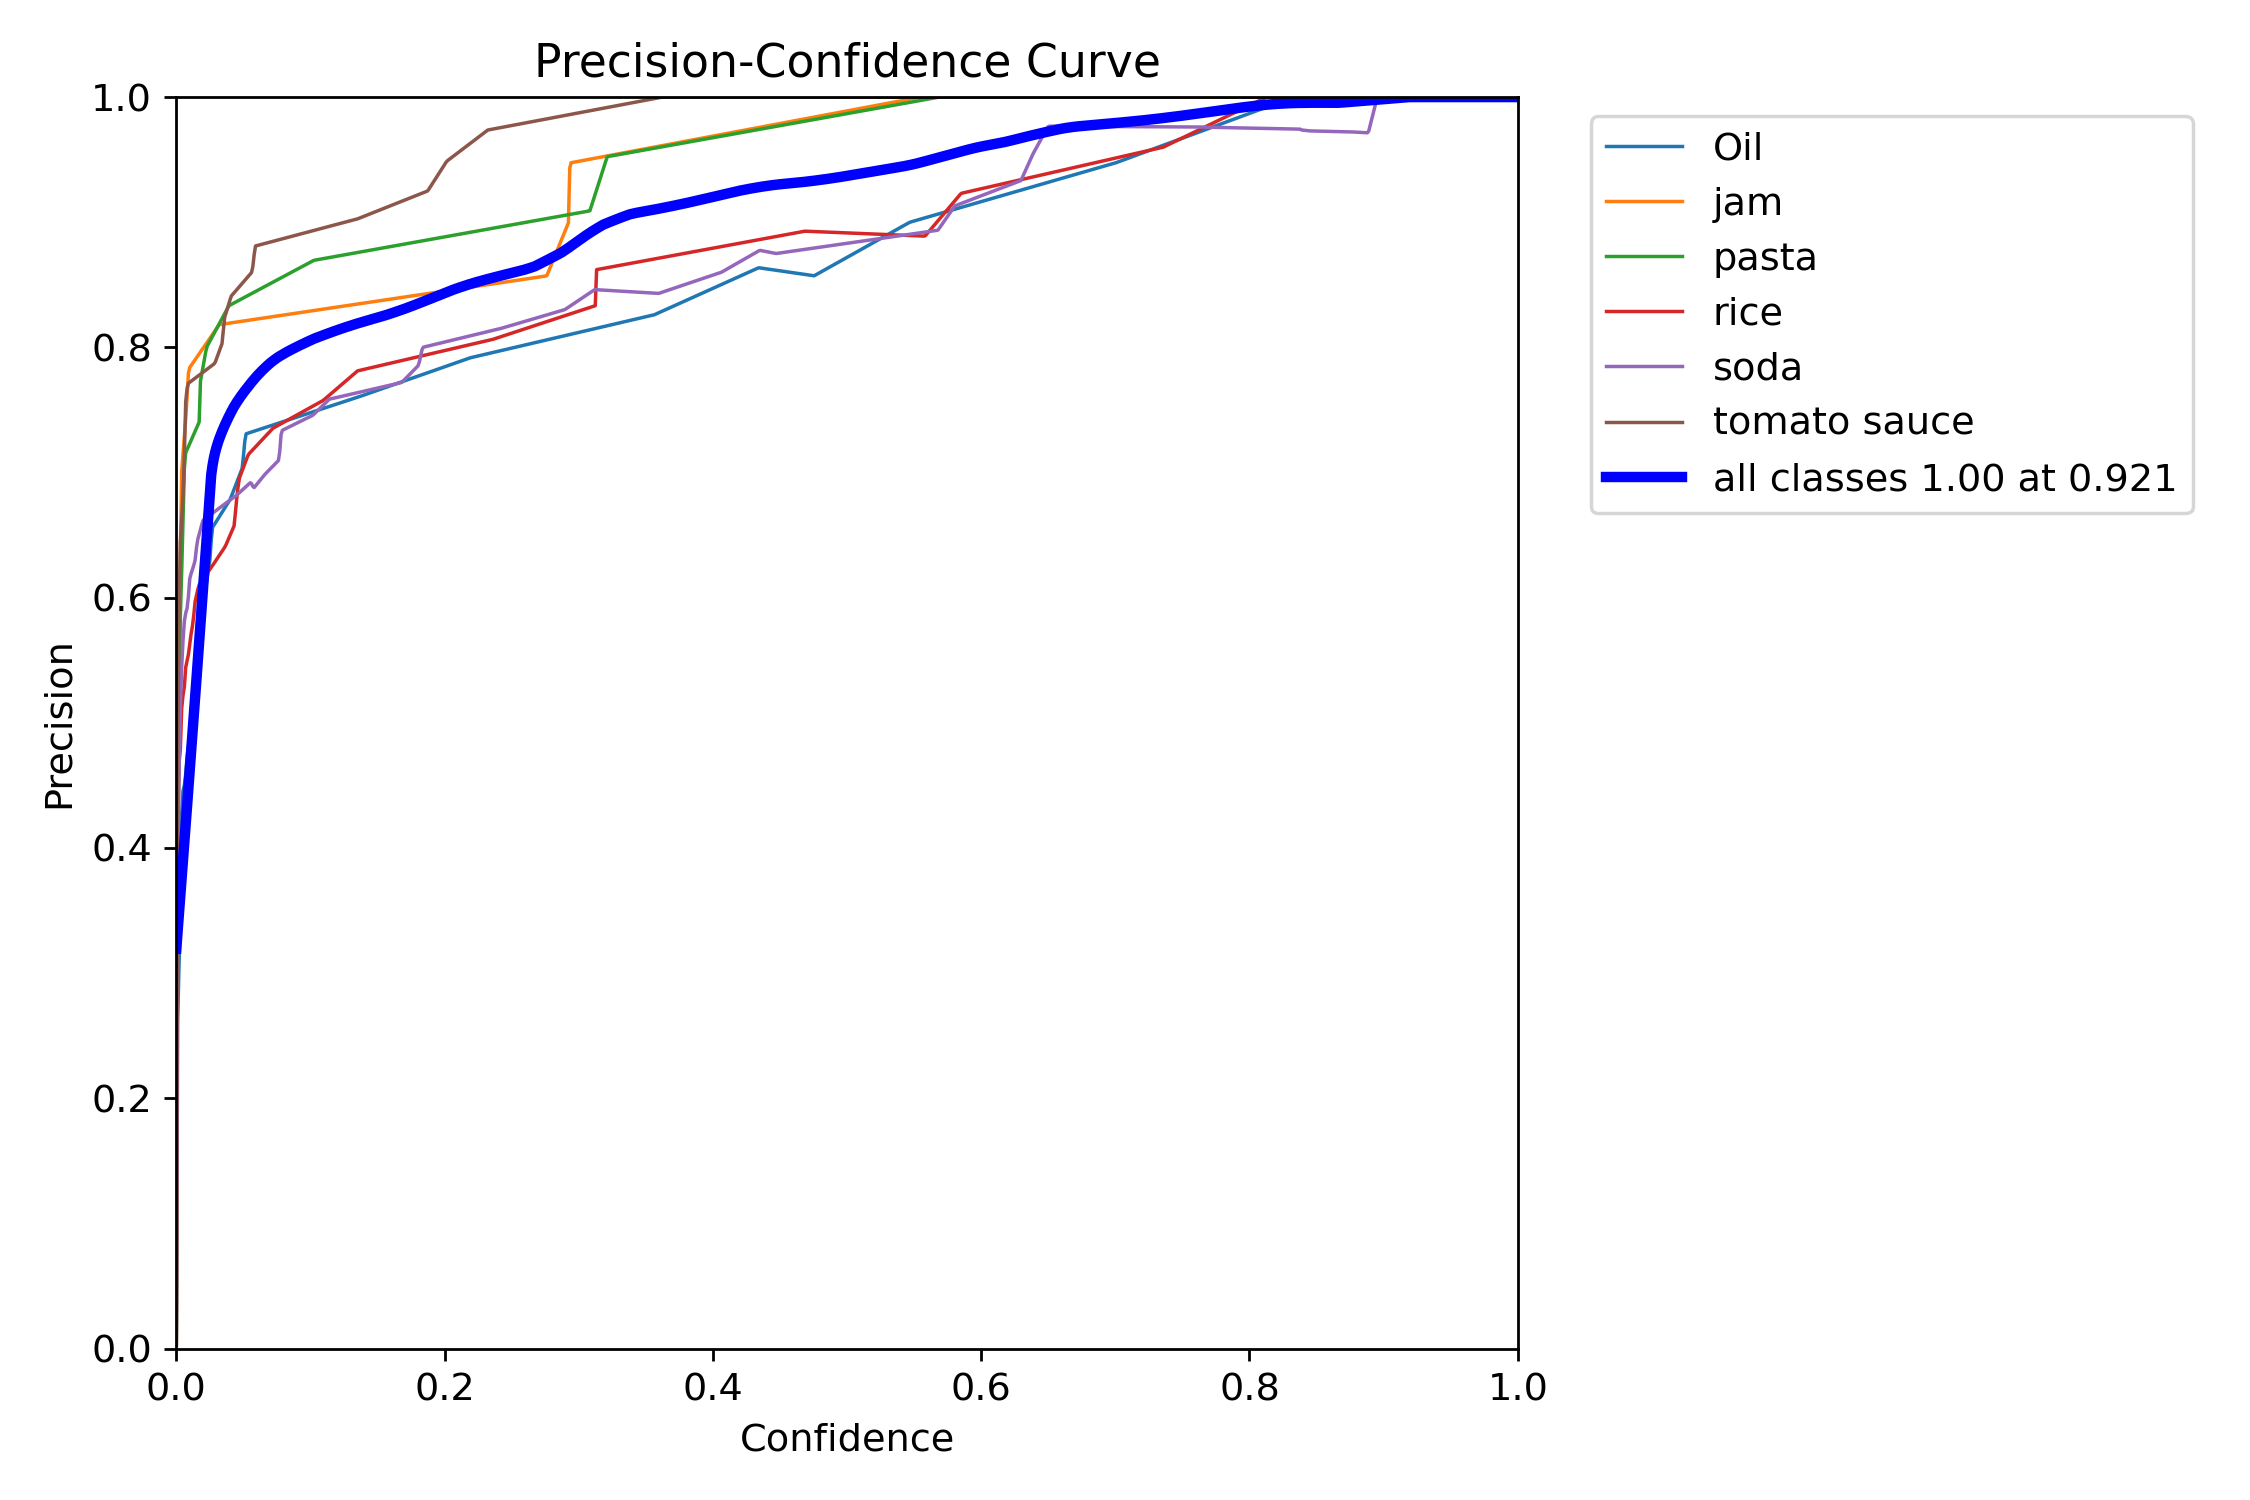 Precision-Confidence Curve
1.0
0.8
0.6
0.4
0.2
0.0
Precision
0.0 0.2 0.4 0.6 0.8 1.0
Confidence
Oil
jam
pasta
rice
soda
tomato sauce
all classes 1.00 at 0.921